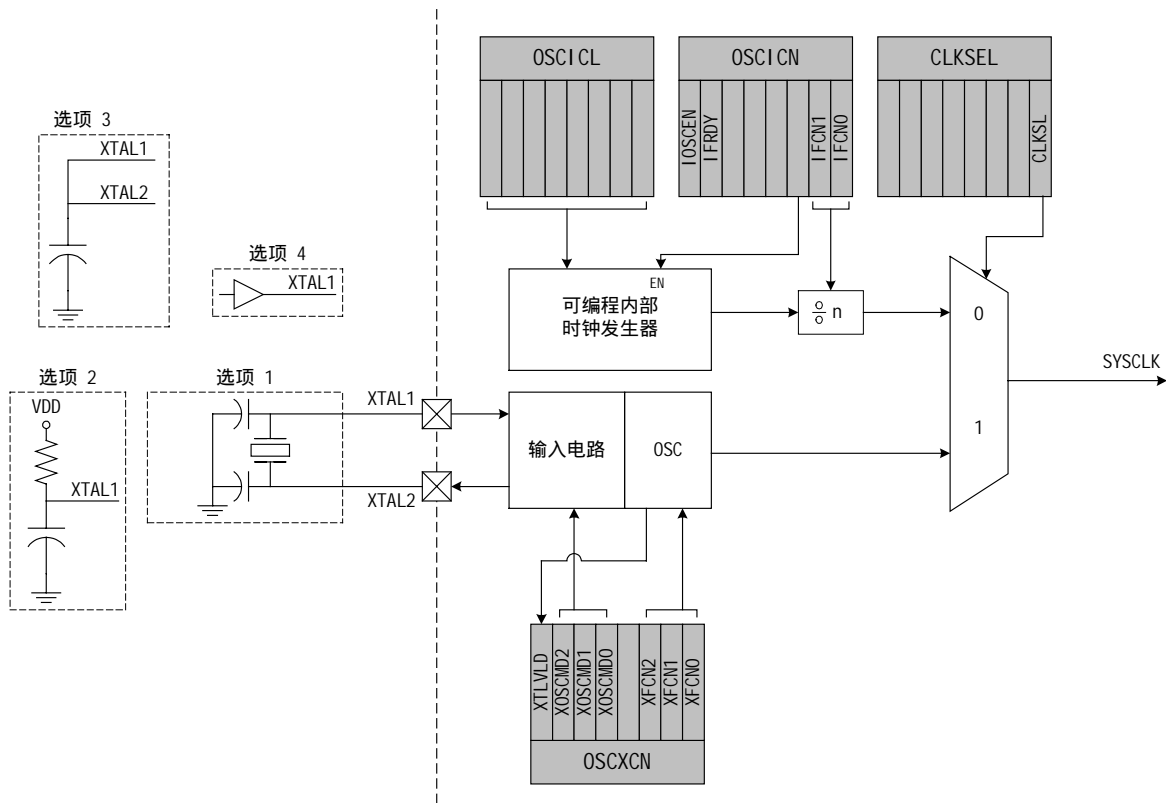 OSCICL
OSCICN
CLKSEL
IOSCEN
IFRDY
IFCN1
IFCN0
CLKSL
选项 3
XTAL1
XTAL2
选项 4
XTAL1
EN
可编程内部
时钟发生器
n
0
1
SYSCLK
选项 2
VDD
XTAL1
选项 1
XTAL1
XTAL2
输入电路
OSC
XTLVLD
XOSCMD2
XOSCMD1
XOSCMD0
XFCN2
XFCN1
XFCN0
OSCXCN